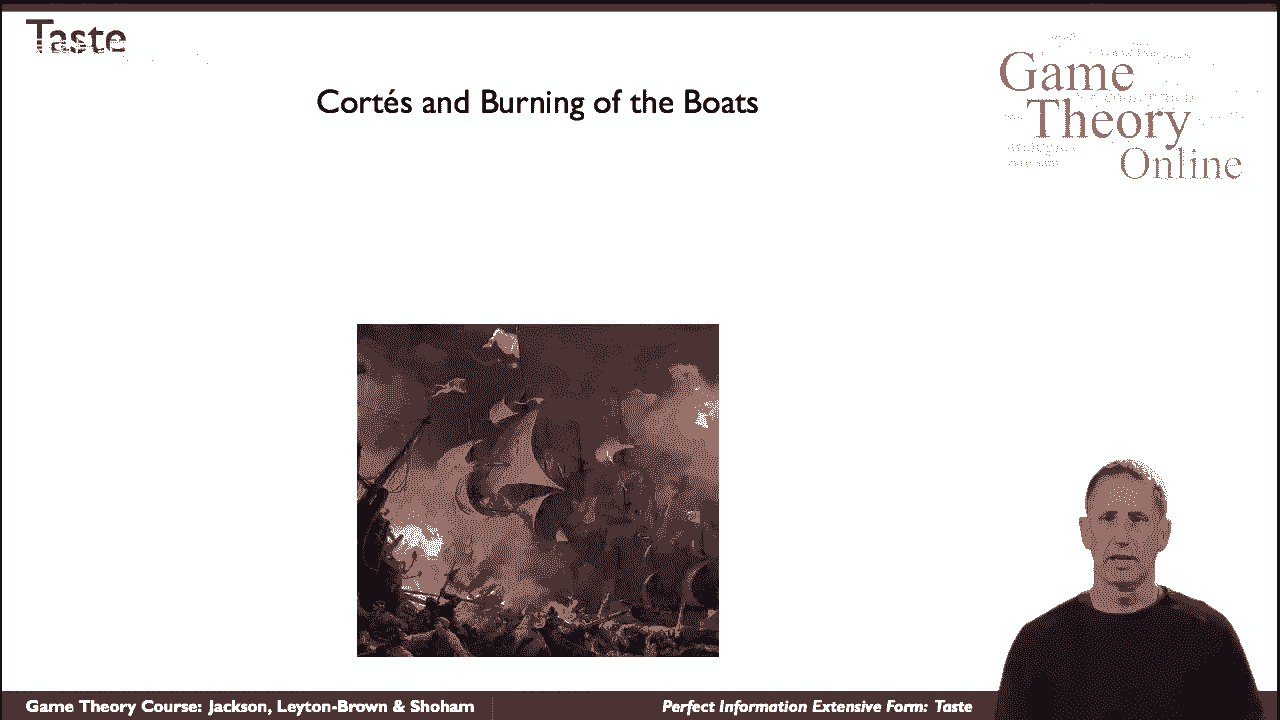 Taste
Cortés and Burning of the Boats
Game
Theory
Online
Game Theory Course: Jackson, Leyton-Brown & Shoham
Perfect Information Extensive Form: Taste